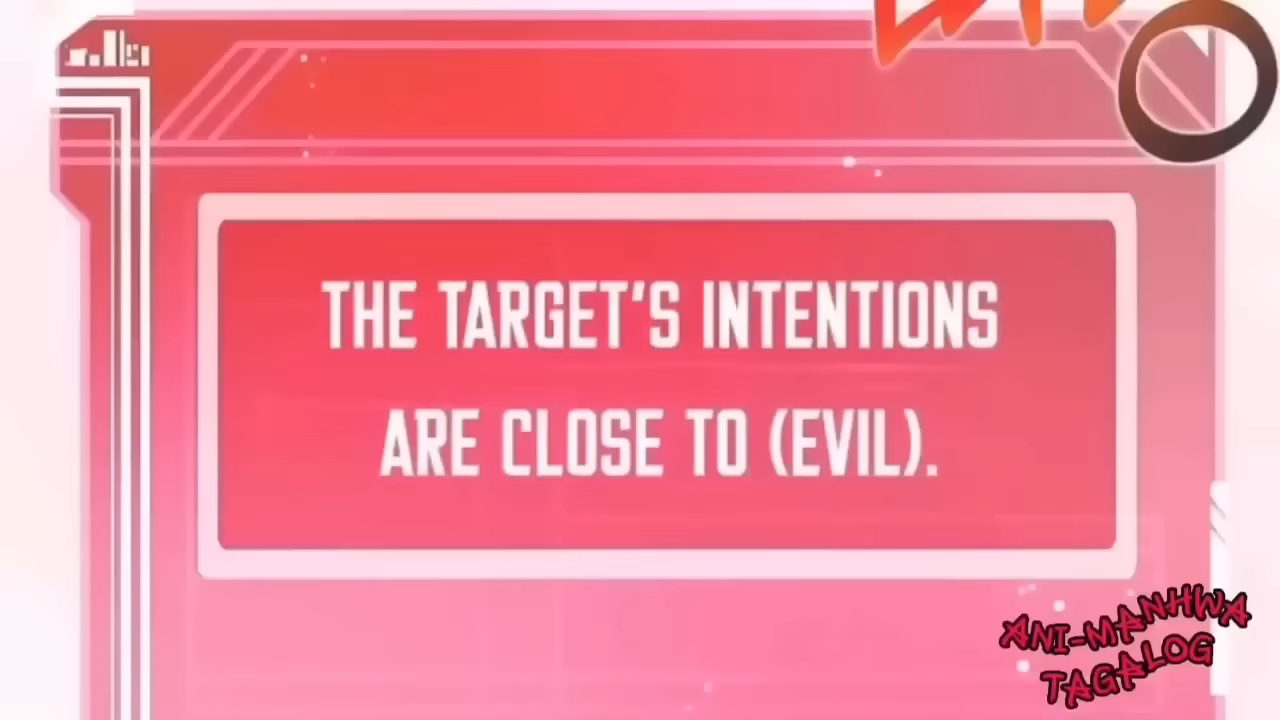 THE TARGET'S INTENTIONS
ARE CLOSE TO (EVIL).
ANI-MANHWA
TAGALOG